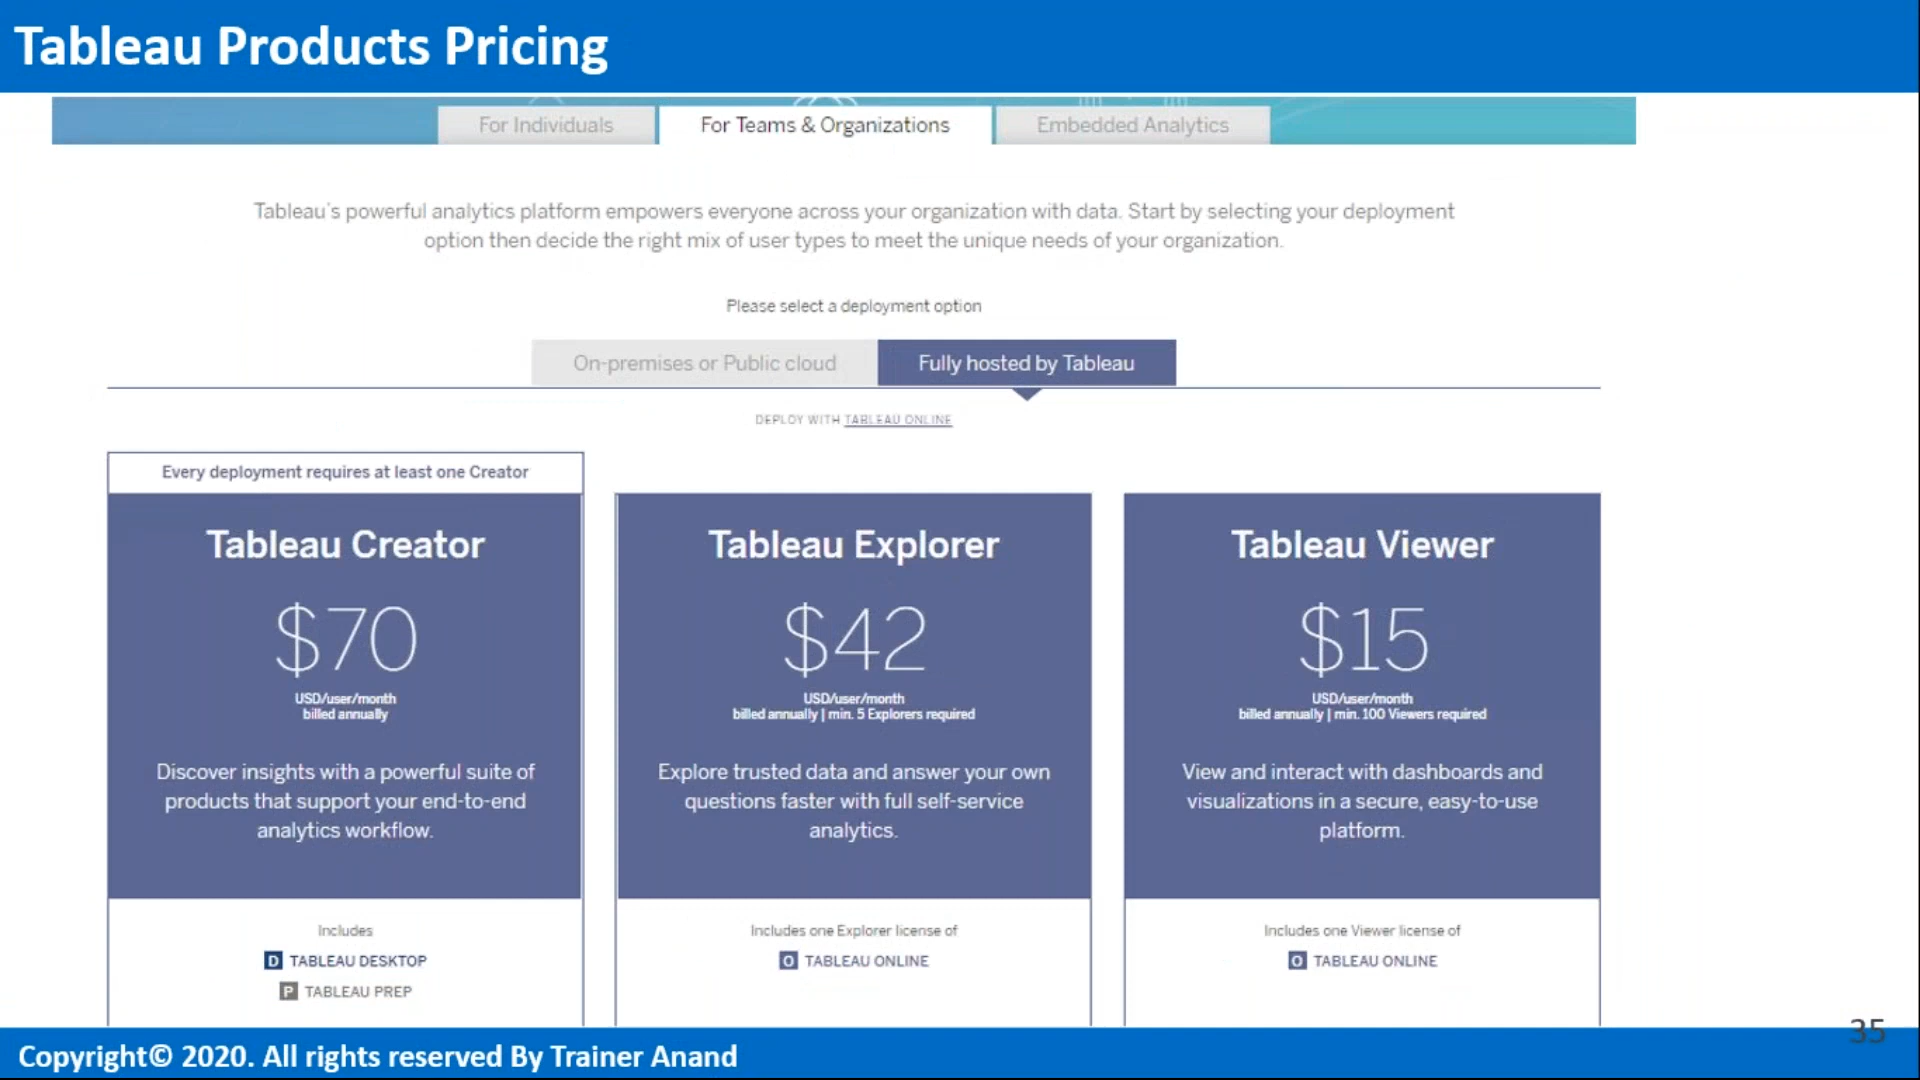 Tableau Products Pricing
For Individuals
For Teams & Organizations
Embedded Analytics
Tableau's powerful analytics platform empowers everyone across your organization with data. Start by selecting your deployment
option then decide the right mix of user types to meet the unique needs of your organization.
Please select a deployment option
On-premises or Public cloud
Fully hosted by Tableau
DEPLOY WITH TABLEAU ONLINE
Every deployment requires at least one Creator
Tableau Creator
$70
USD/user/month
billed annually
Discover insights with a powerful suite of
products that support your end-to-end
analytics workflow.
Includes
D TABLEAU DESKTOP
P TABLEAU PREP
Tableau Explorer
$42
USD/user/month
billed annually | min. 5 Explorers required
Explore trusted data and answer your own
questions faster with full self-service
analytics.
Includes one Explorer license of
O TABLEAU ONLINE
Tableau Viewer
$15
USD/user/month
billed annually | min. 100 Viewers required
View and interact with dashboards and
visualizations in a secure, easy-to-use
platform.
Includes one Viewer license of
O TABLEAU ONLINE
35
Copyright© 2020. All rights reserved By Trainer Anand